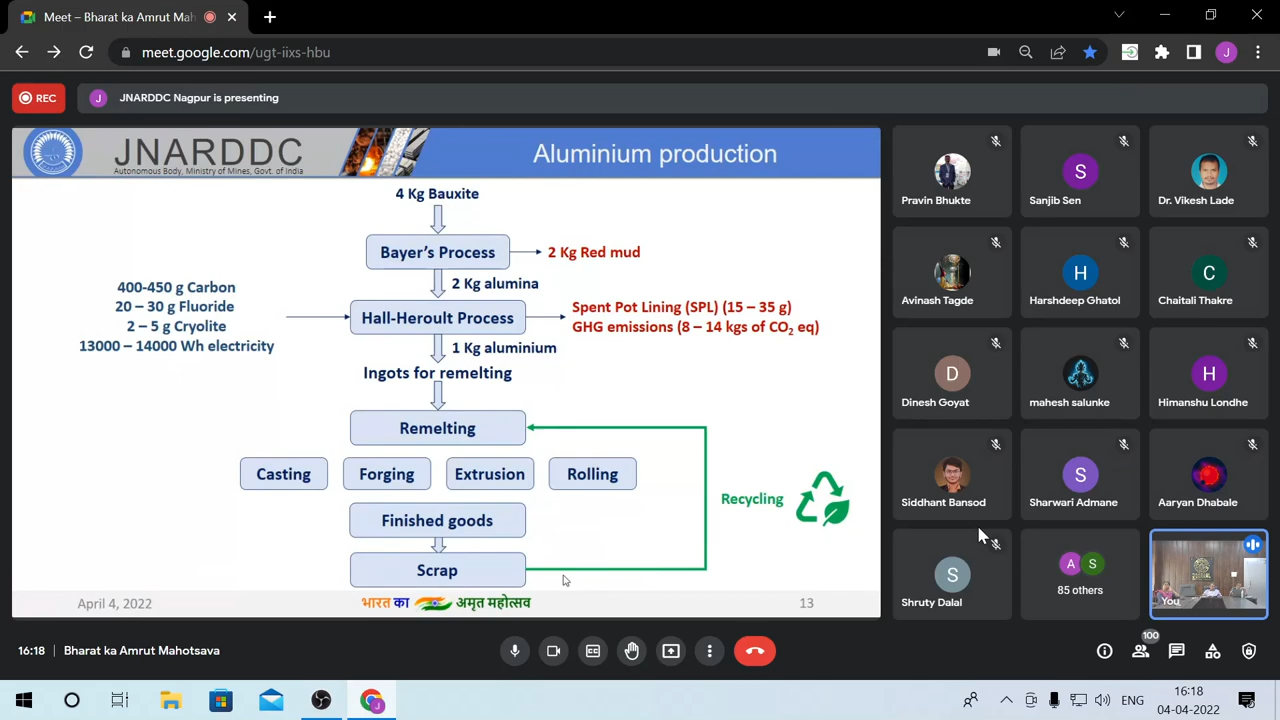 Meet – Bharat ka Amrut Mah
meet.google.com/ugt-iixs-hbu
J
REC
J
JNARDDC Nagpur is presenting
JNARDDC
Autonomous Body, Ministry of Mines, Govt. of India
Aluminium production
4 Kg Bauxite
Bayer's Process
2 Kg Red mud
2 Kg alumina
400-450 g Carbon
20 – 30 g Fluoride
2 – 5 g Cryolite
13000 – 14000 Wh electricity
Hall-Heroult Process
Spent Pot Lining (SPL) (15 – 35 g)
GHG emissions (8 – 14 kgs of CO₂ eq)
1 Kg aluminium
Ingots for remelting
Remelting
Casting
Forging
Extrusion
Rolling
Recycling
Finished goods
Scrap
April 4, 2022
भारत का अमृत महोत्सव
13
Pravin Bhukte
S
Sanjib Sen
Dr. Vikesh Lade
Avinash Tagde
H
Harshdeep Ghatol
C
Chaitali Thakre
D
Dinesh Goyat
mahesh salunke
H
Himanshu Londhe
Siddhant Bansod
S
Sharwari Admane
Aaryan Dhabale
S
Shruty Dalal
A S
85 others
You
16:18
Bharat ka Amrut Mahotsava
CC
100
J
ENG
16:18
04-04-2022